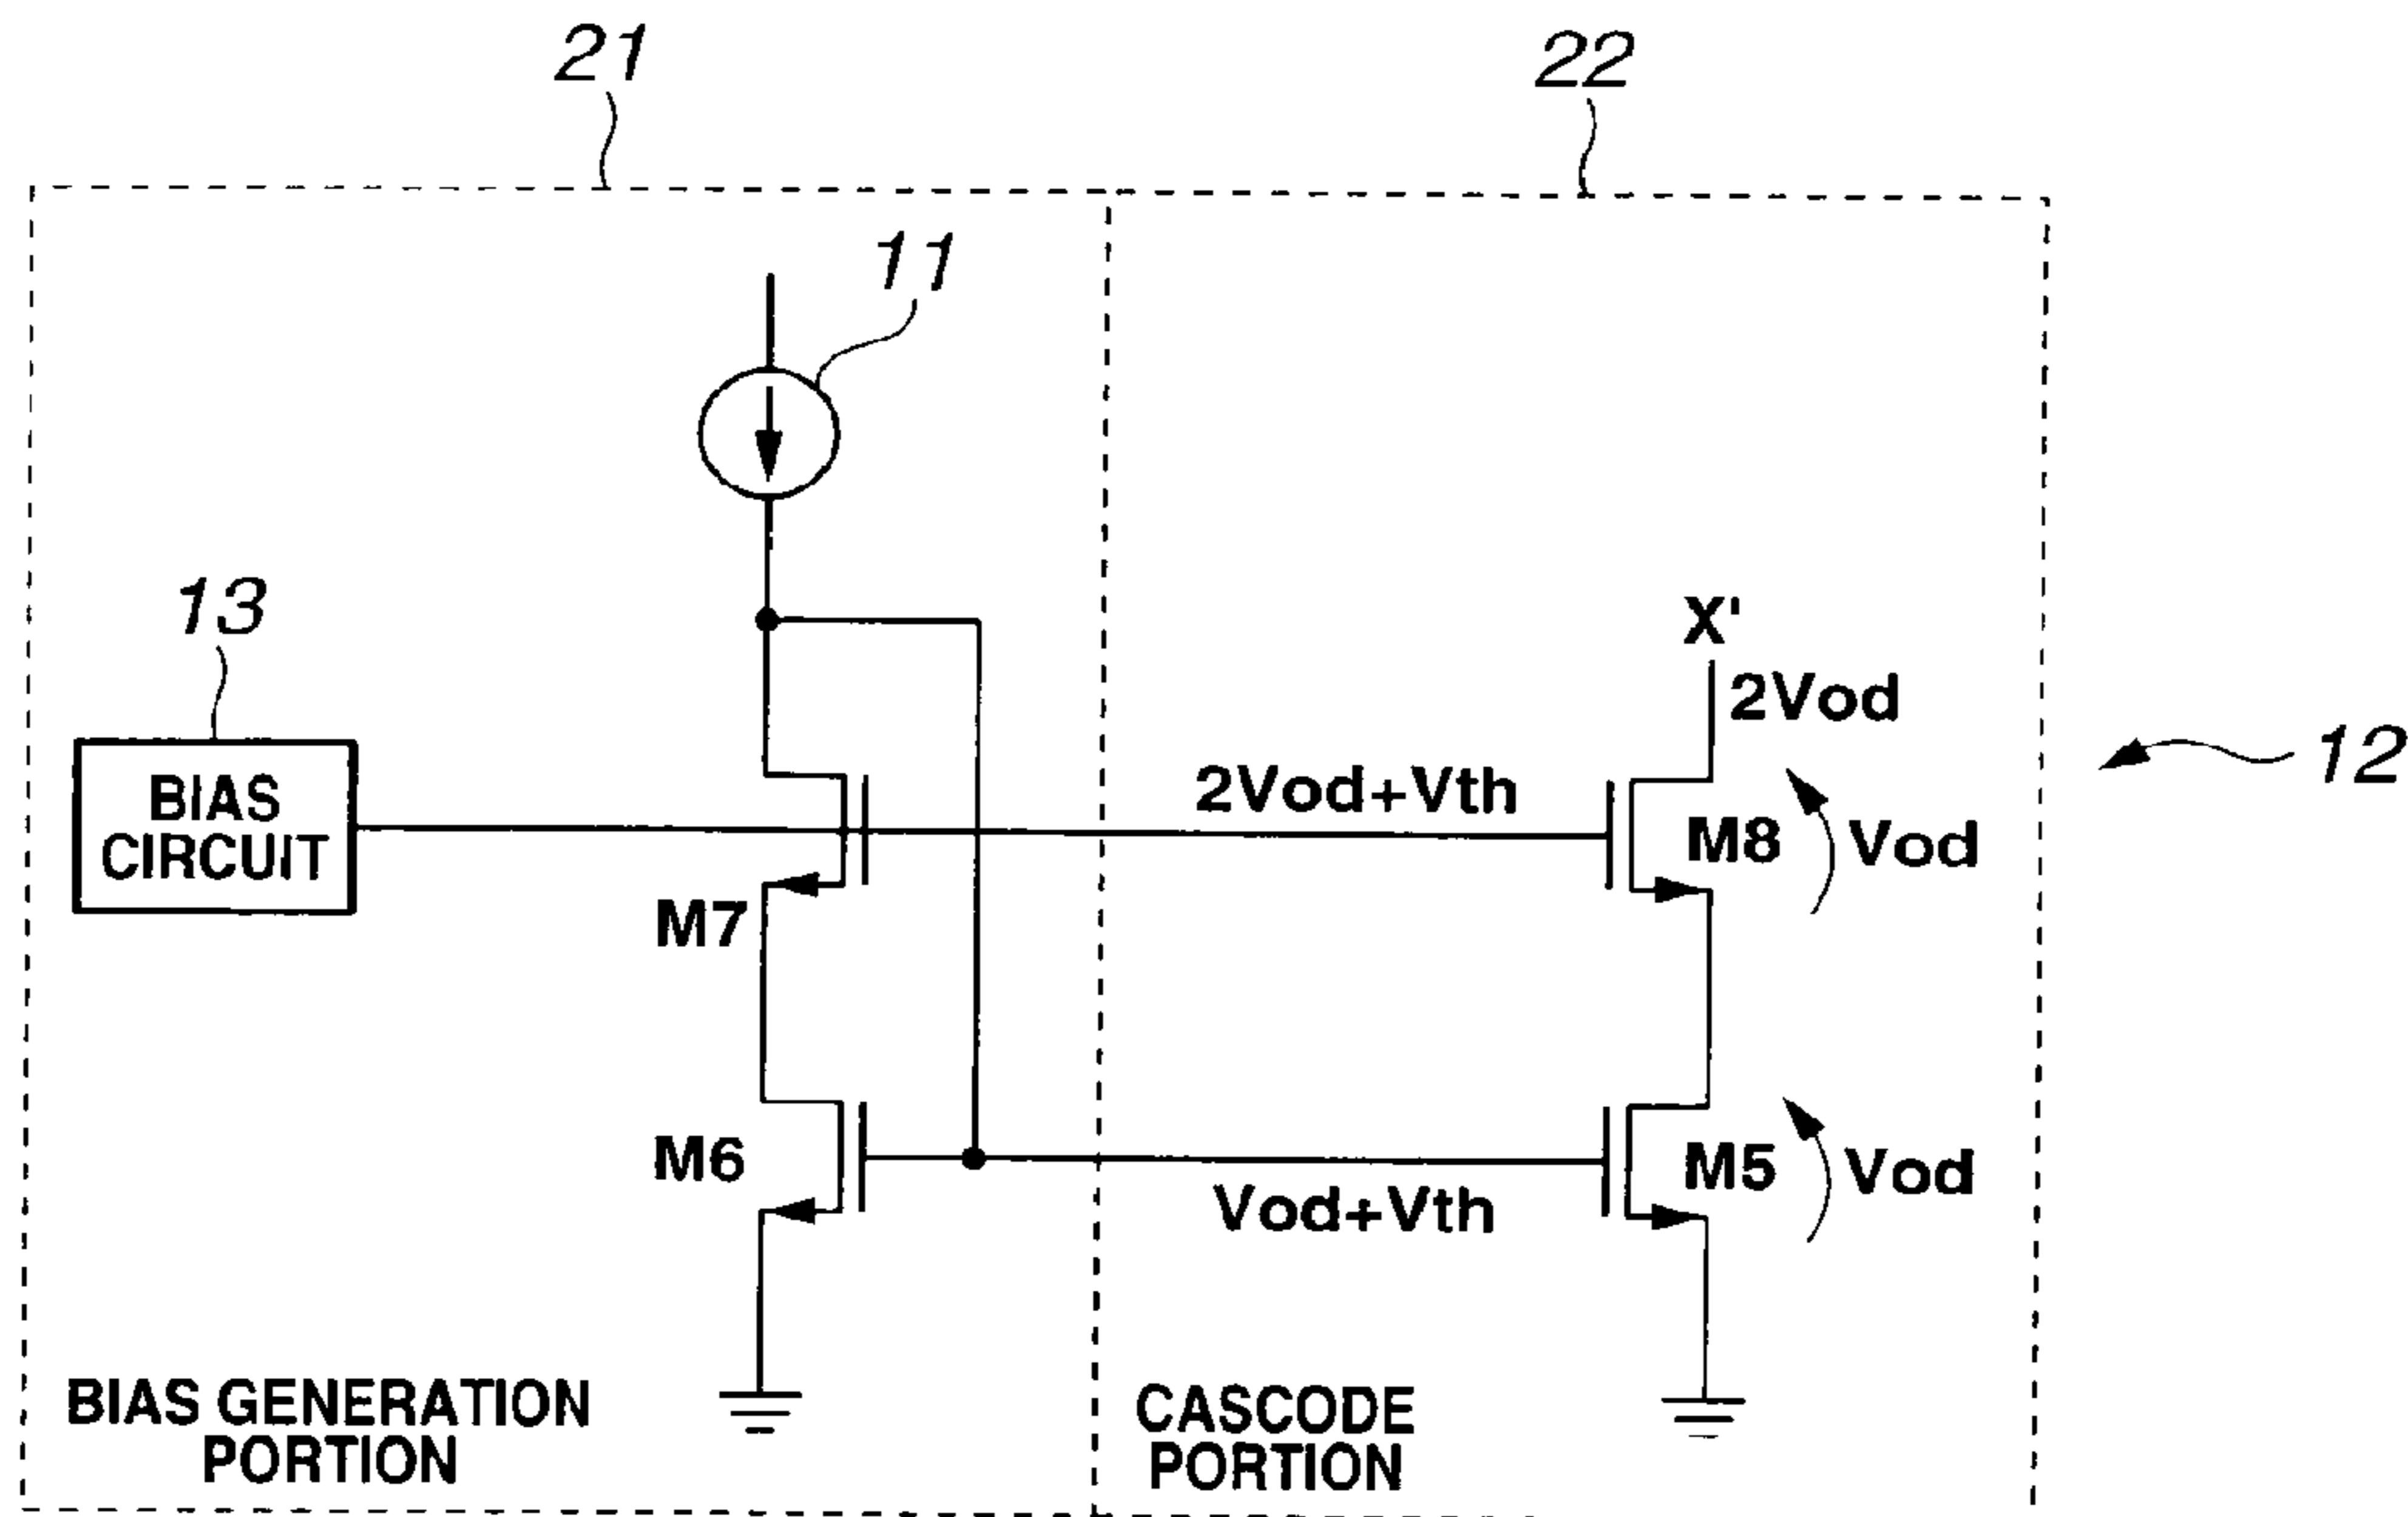 21
22
11
13
BIAS
CIRCUIT
X'
2Vod
12
2Vod+Vth
M8
Vod
M7
M6
Vod+Vth
M5
Vod
BIAS GENERATION
PORTION
CASCODE
PORTION